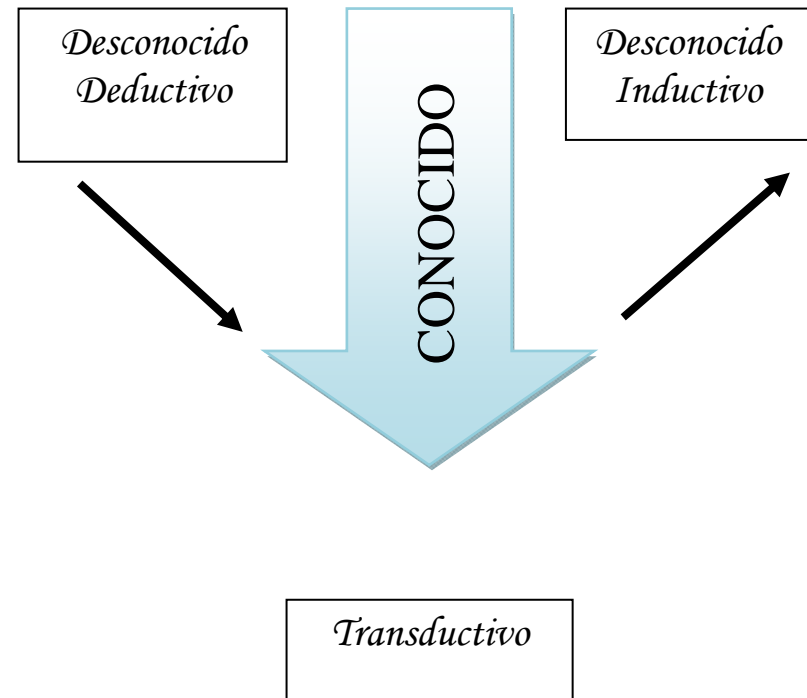 Desconocido
Deductivo
CONOCIDO
Desconocido
Inductivo
Transductivo